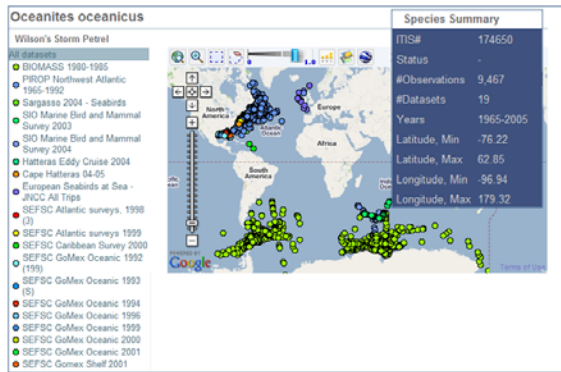 Oceanites oceanicus
Wilson's Storm Petrel
All datasets
BIOMASS 1980-1985
PIROP Northwest Atlantic
1965-1992
Sargasso 2004 - Seabirds
SIO Marine Bird and Mammal
Survey 2003
SIO Marine Bird and Mammal
Survey 2004
Hatteras Eddy Cruise 2004
Cape Hatteras 04-05
European Seabirds at Sea -
JNCC All Trips
SEFSC Atlantic surveys, 1998
(3)
SEFSC Atlantic surveys 1999
SEFSC Caribbean Survey 2000
SEFSC GoMex Oceanic 1992
(199)
SEFSC GoMex Oceanic 1993
(S)
SEFSC GoMex Oceanic 1994
SEFSC GoMex Oceanic 1996
SEFSC GoMex Oceanic 1999
SEFSC GoMex Oceanic 2000
SEFSC GoMex Oceanic 2001
SEFSC Gomex Shelf 2001
0 1.0
North
America
Atlantic
Ocean
Europe
Africa
South
America
POWERED BY
Google
Terms of Use
Species Summary
ITIS# 174650
Status -
#Observations 9,467
#Datasets 19
Years 1965-2005
Latitude, Min -76.22
Latitude, Max 62.85
Longitude, Min -96.94
Longitude, Max 179.32